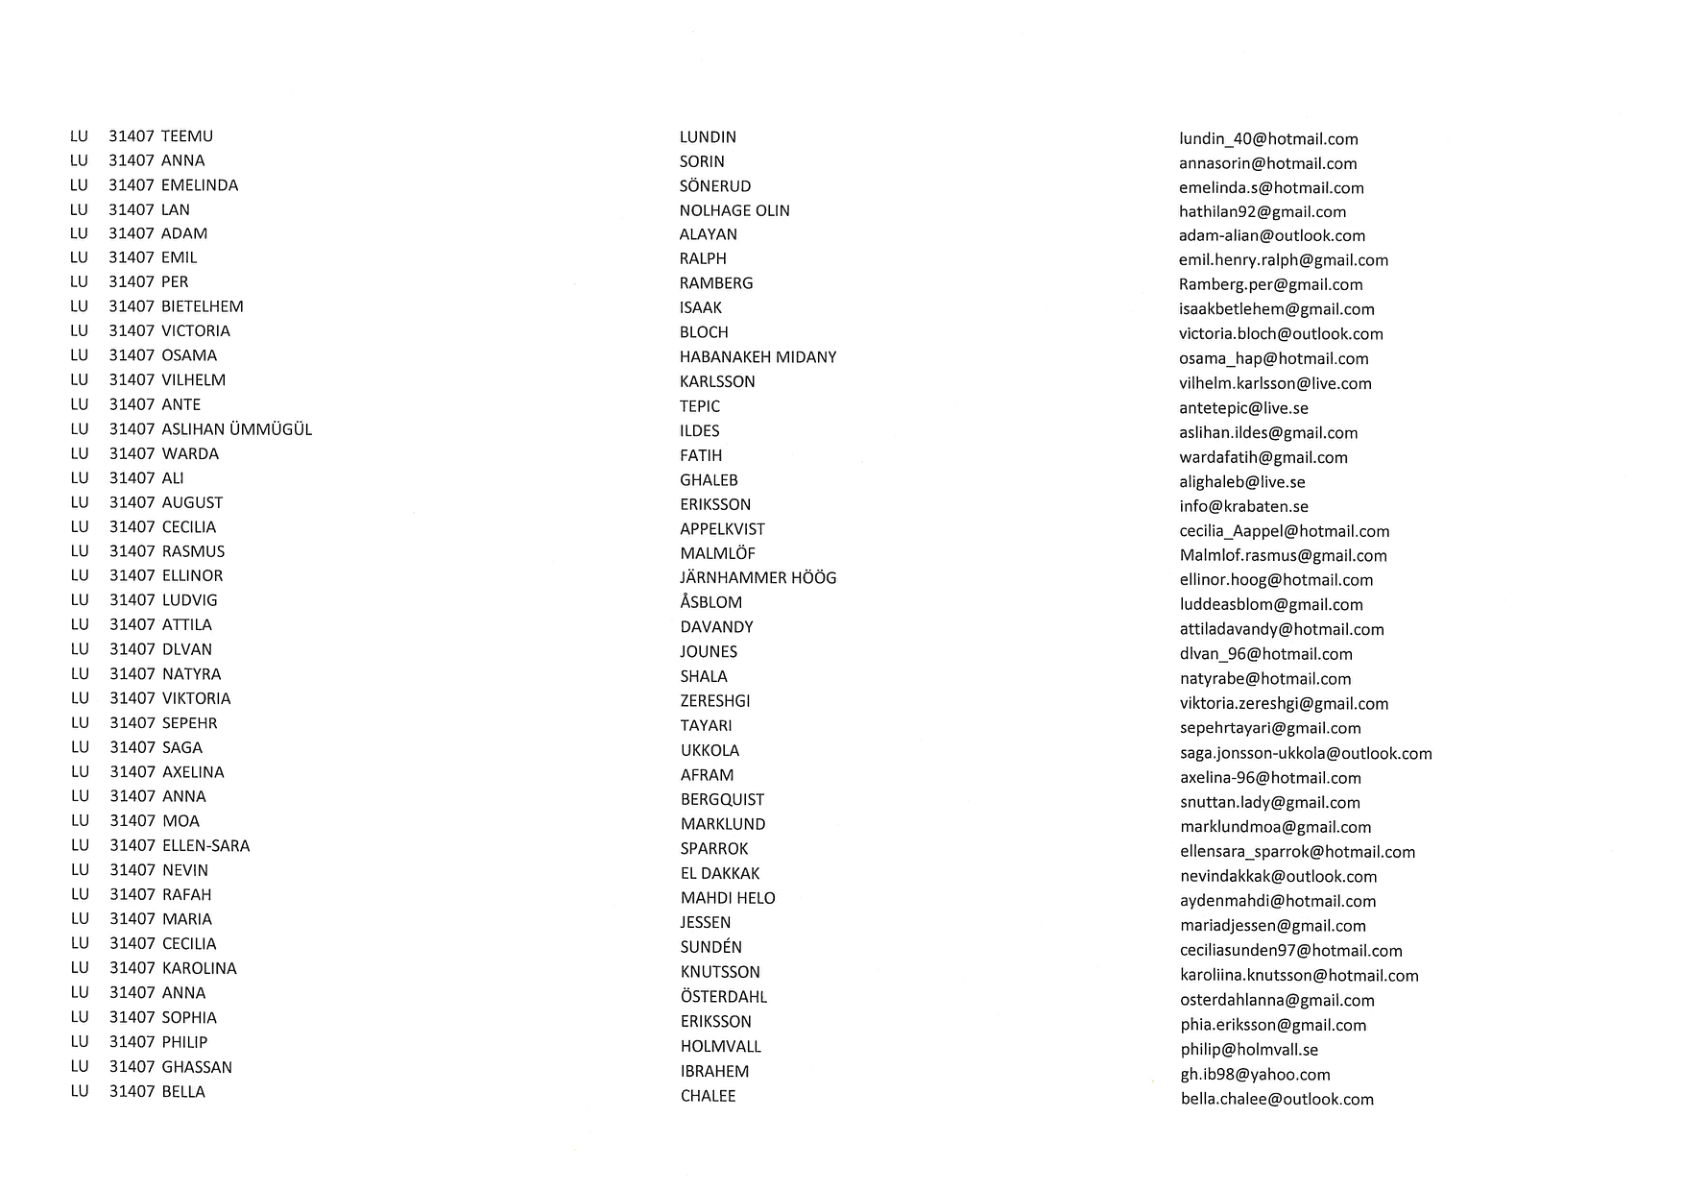 LU 31407 TEEMU LUNDIN lundin_40@hotmail.com
LU 31407 ANNA SORIN annasorin@hotmail.com
LU 31407 EMELINDA SÖNERUD emelinda.s@hotmail.com
LU 31407 LAN NOLHAGE OLIN hathilan92@gmail.com
LU 31407 ADAM ALAYAN adam-alian@outlook.com
LU 31407 EMIL RALPH emil.henry.ralph@gmail.com
LU 31407 PER RAMBERG Ramberg.per@gmail.com
LU 31407 BIETELHEM ISAAK isaakbetlehem@gmail.com
LU 31407 VICTORIA BLOCH victoria.bloch@outlook.com
LU 31407 OSAMA HABANAKEH MIDANY osama_hap@hotmail.com
LU 31407 VILHELM KARLSSON vilhelm.karlsson@live.com
LU 31407 ANTE TEPIC antetepic@live.se
LU 31407 ASLIHAN ÜMMÜGÜL ILDES aslihan.ildes@gmail.com
LU 31407 WARDA FATIH wardafatih@gmail.com
LU 31407 ALI GHALEB alighaleb@live.se
LU 31407 AUGUST ERIKSSON info@krabaten.se
LU 31407 CECILIA APPELKVIST cecilia_Aappel@hotmail.com
LU 31407 RASMUS MALMLÖF Malmlof.rasmus@gmail.com
LU 31407 ELLINOR JÄRNHAMMER HÖÖG ellinor.hoog@hotmail.com
LU 31407 LUDVIG ÅSBLOM luddeasblom@gmail.com
LU 31407 ATTILA DAVANDY attiladavandy@hotmail.com
LU 31407 DLVAN JOUNES dlvan_96@hotmail.com
LU 31407 NATYRA SHALA natyrabe@hotmail.com
LU 31407 VIKTORIA ZERESHGI viktoria.zereshgi@gmail.com
LU 31407 SEPEHR TAYARI sepehrtayari@gmail.com
LU 31407 SAGA UKKOLA saga.jonsson-ukkola@outlook.com
LU 31407 AXELINA AFRAM axelina-96@hotmail.com
LU 31407 ANNA BERGQUIST snuttan.lady@gmail.com
LU 31407 MOA MARKLUND marklundmoa@gmail.com
LU 31407 ELLEN-SARA SPARROK ellensara_sparrok@hotmail.com
LU 31407 NEVIN EL DAKKAK nevindakkak@outlook.com
LU 31407 RAFAH MAHDI HELO aydenmahdi@hotmail.com
LU 31407 MARIA JESSEN mariadjessen@gmail.com
LU 31407 CECILIA SUNDÉN ceciliasunden97@hotmail.com
LU 31407 KAROLINA KNUTSSON karoliina.knutsson@hotmail.com
LU 31407 ANNA ÖSTERDAHL osterdahlanna@gmail.com
LU 31407 SOPHIA ERIKSSON phia.eriksson@gmail.com
LU 31407 PHILIP HOLMVALL philip@holmvall.se
LU 31407 GHASSAN IBRAHEM gh.ib98@yahoo.com
LU 31407 BELLA CHALEE bella.chalee@outlook.com